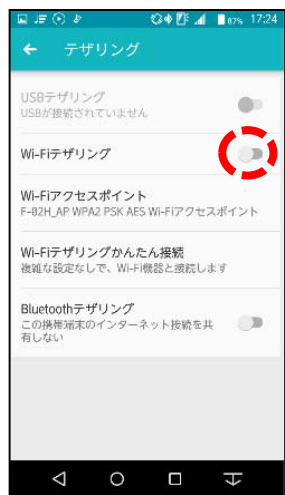 87% 17:24
テザリング
USBテザリング
USBが接続されていません
Wi-Fiテザリング
Wi-Fiアクセスポイント
F-02H_AP WPA2 PSK AES Wi-Fiアクセスポイント
Wi-Fiテザリングかんたん接続
複雑な設定なしで、Wi-Fi機器と接続します
Bluetoothテザリング
この携帯端末のインターネット接続を共
有しない